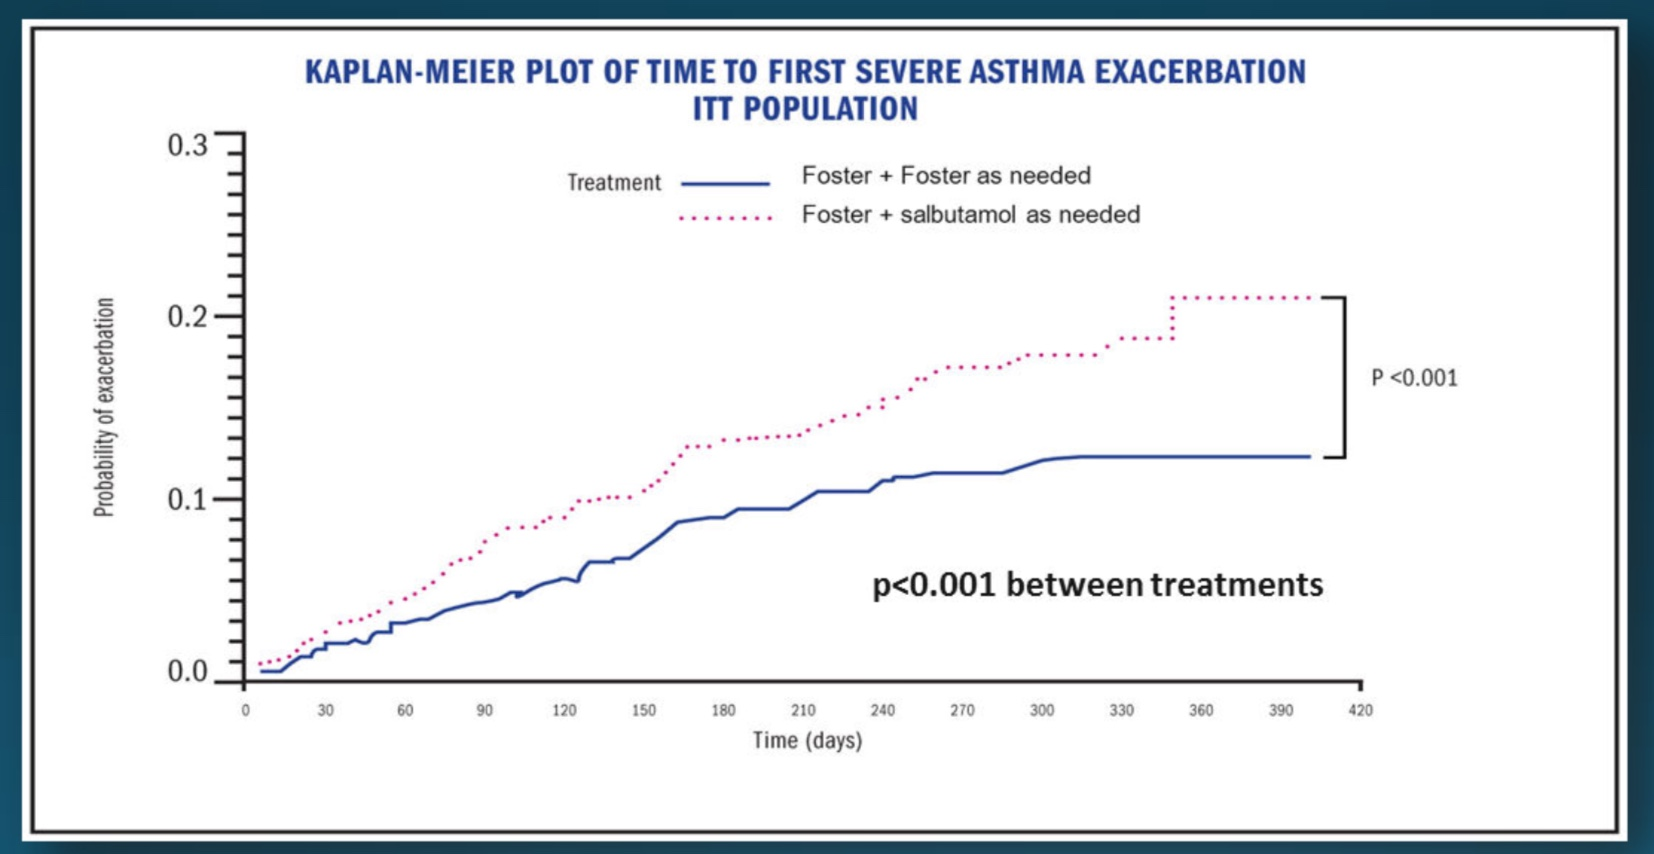 KAPLAN-MEIER PLOT OF TIME TO FIRST SEVERE ASTHMA EXACERBATION
ITT POPULATION
0.3
Treatment
Foster + Foster as needed
Foster + salbutamol as needed
0.2
Probability of exacerbation
P <0.001
0.1
p<0.001 between treatments
0.0
0 30 60 90 120 150 180 210 240 270 300 330 360 390 420
Time (days)